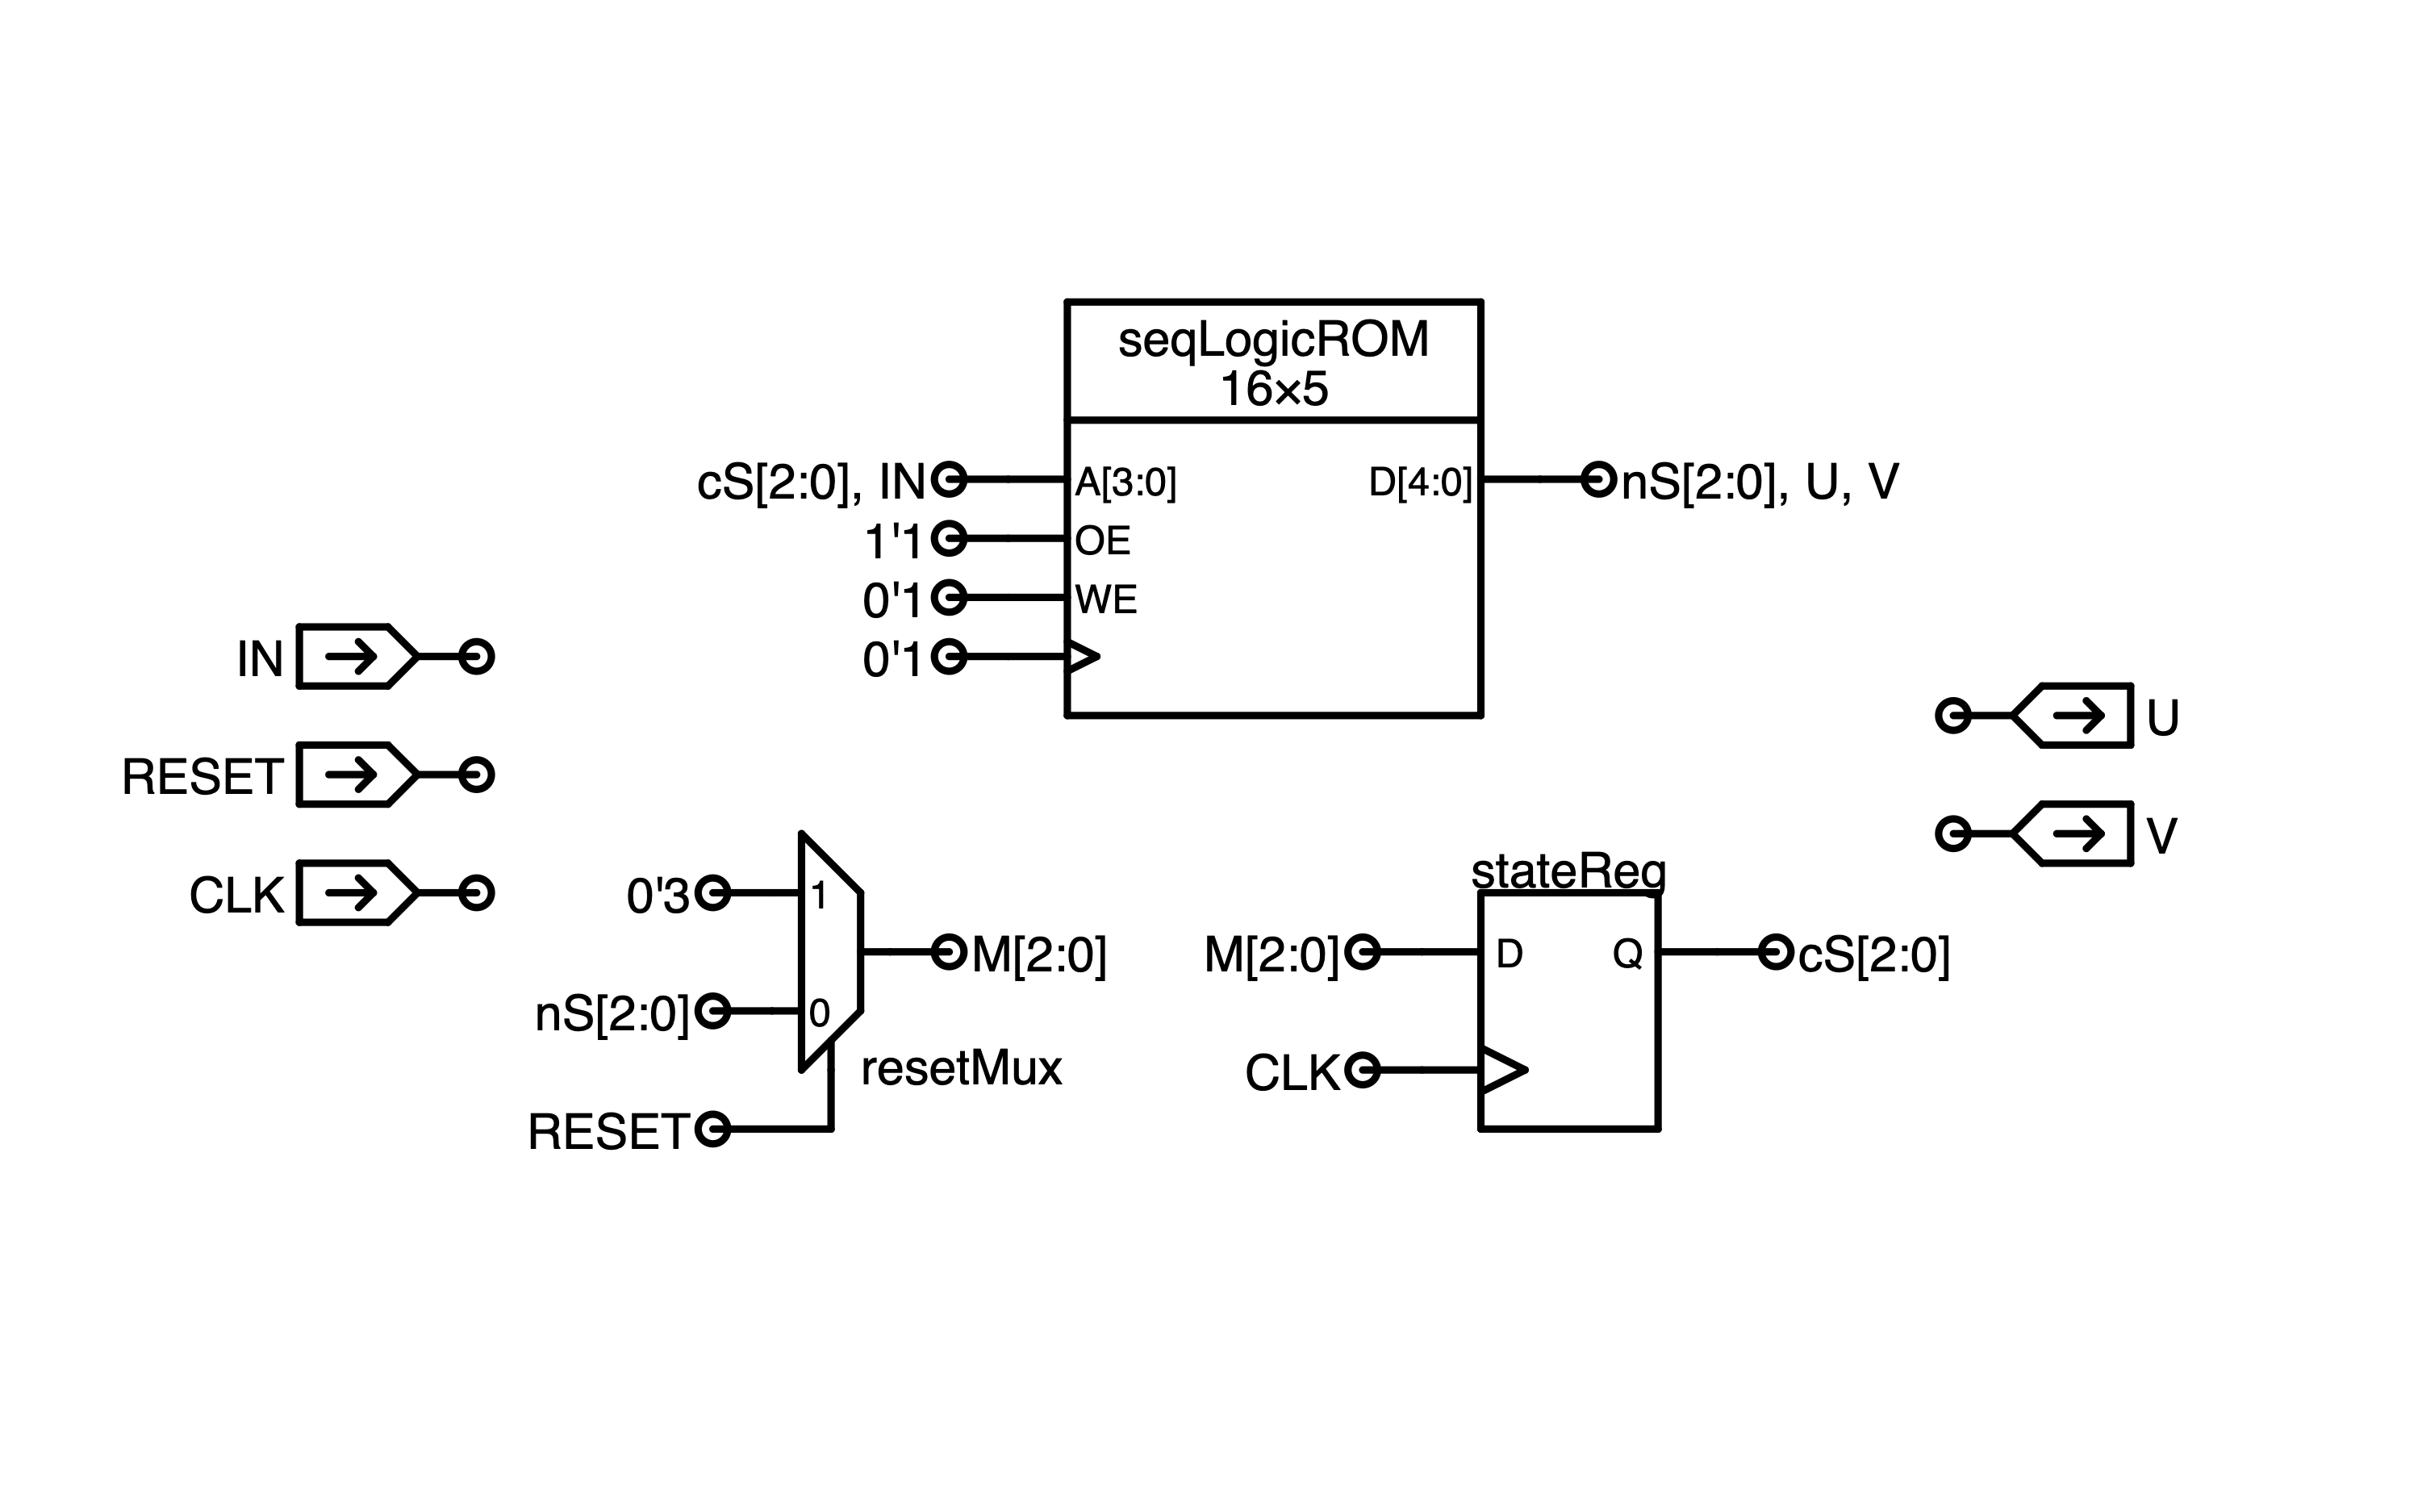 seqLogicROM
16×5
cS[2:0], IN
A[3:0]
D[4:0]
nS[2:0], U, V
1'1
OE
0'1
WE
0'1
IN
RESET
CLK
U
V
0'3
1
nS[2:0]
0
M[2:0]
resetMux
RESET
stateReg
M[2:0]
D
Q
cS[2:0]
CLK